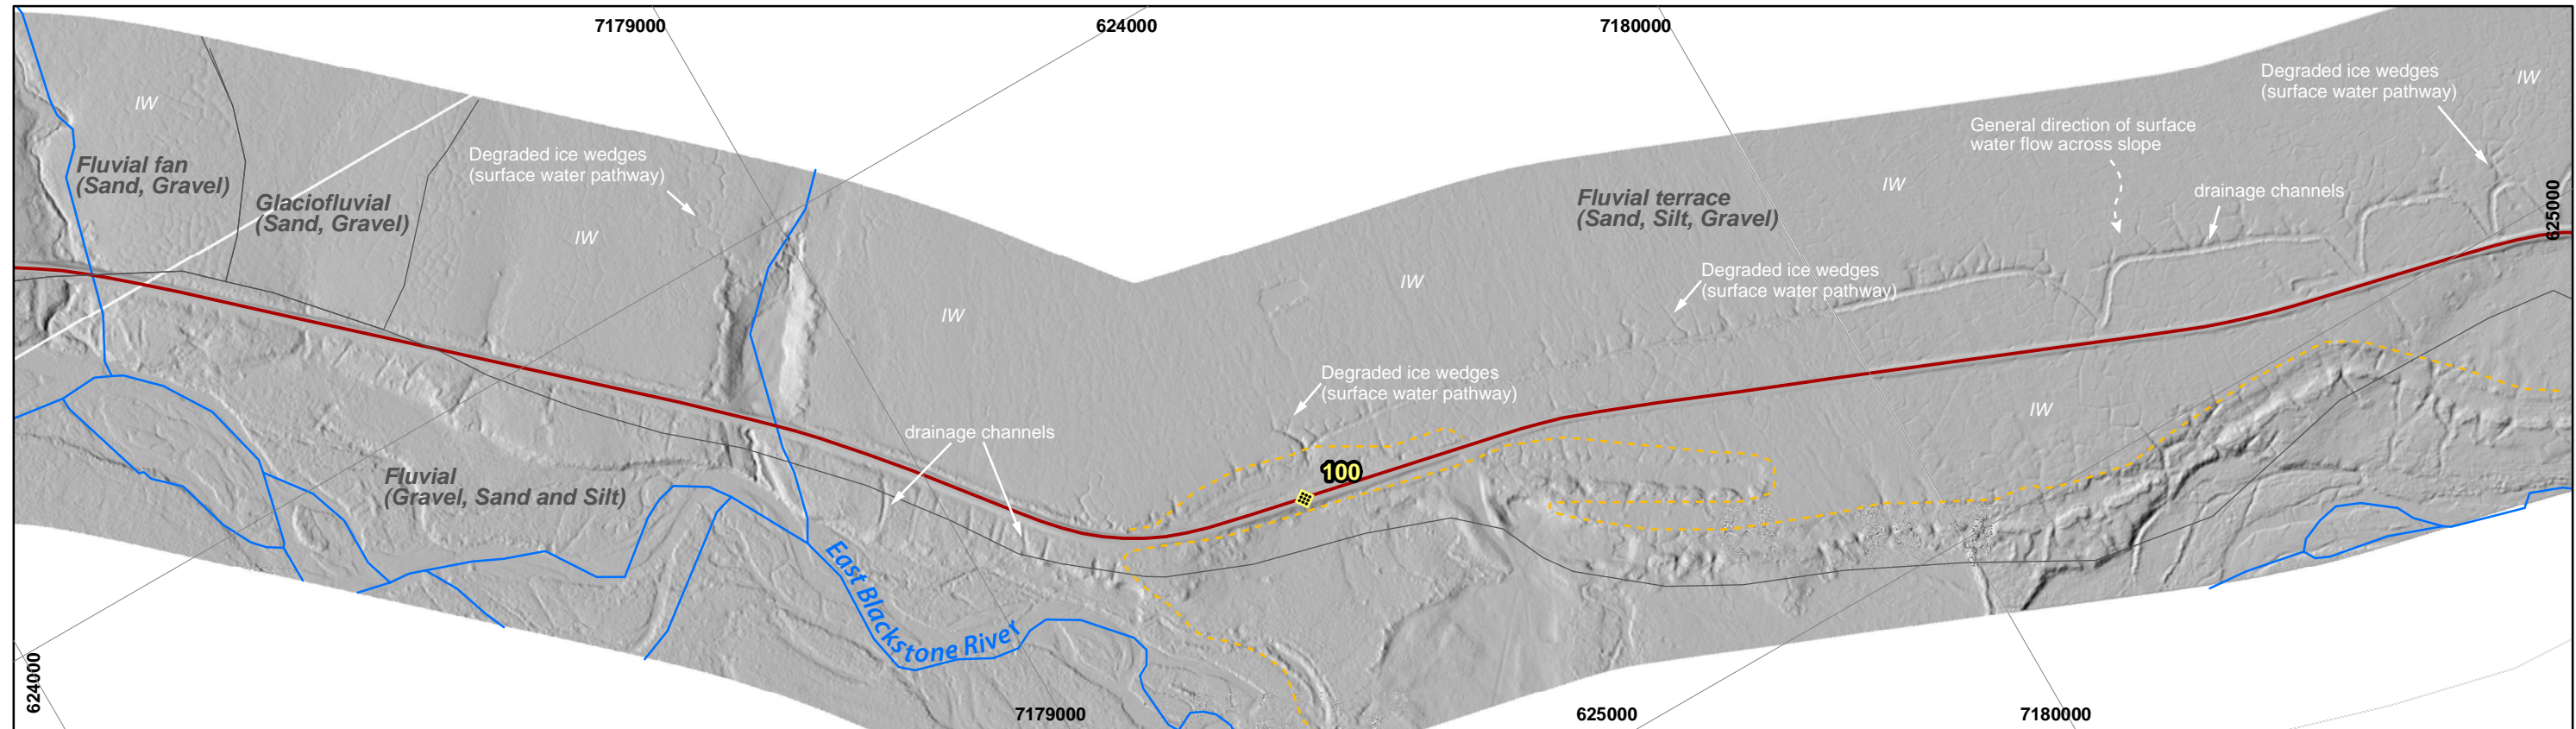 7179000
624000
7180000
IW
Degraded ice wedges
(surface water pathway)
IW
Fluvial fan
(Sand, Gravel)
Degraded ice wedges
(surface water pathway)
General direction of surface
water flow across slope
Glaciofluvial
(Sand, Gravel)
IW
Fluvial terrace
(Sand, Silt, Gravel)
IW
drainage channels
625000
IW
IW
Degraded ice wedges
(surface water pathway)
IW
Degraded ice wedges
(surface water pathway)
IW
drainage channels
100
Fluvial
(Gravel, Sand and Silt)
East Blackstone River
624000
7179000
625000
7180000